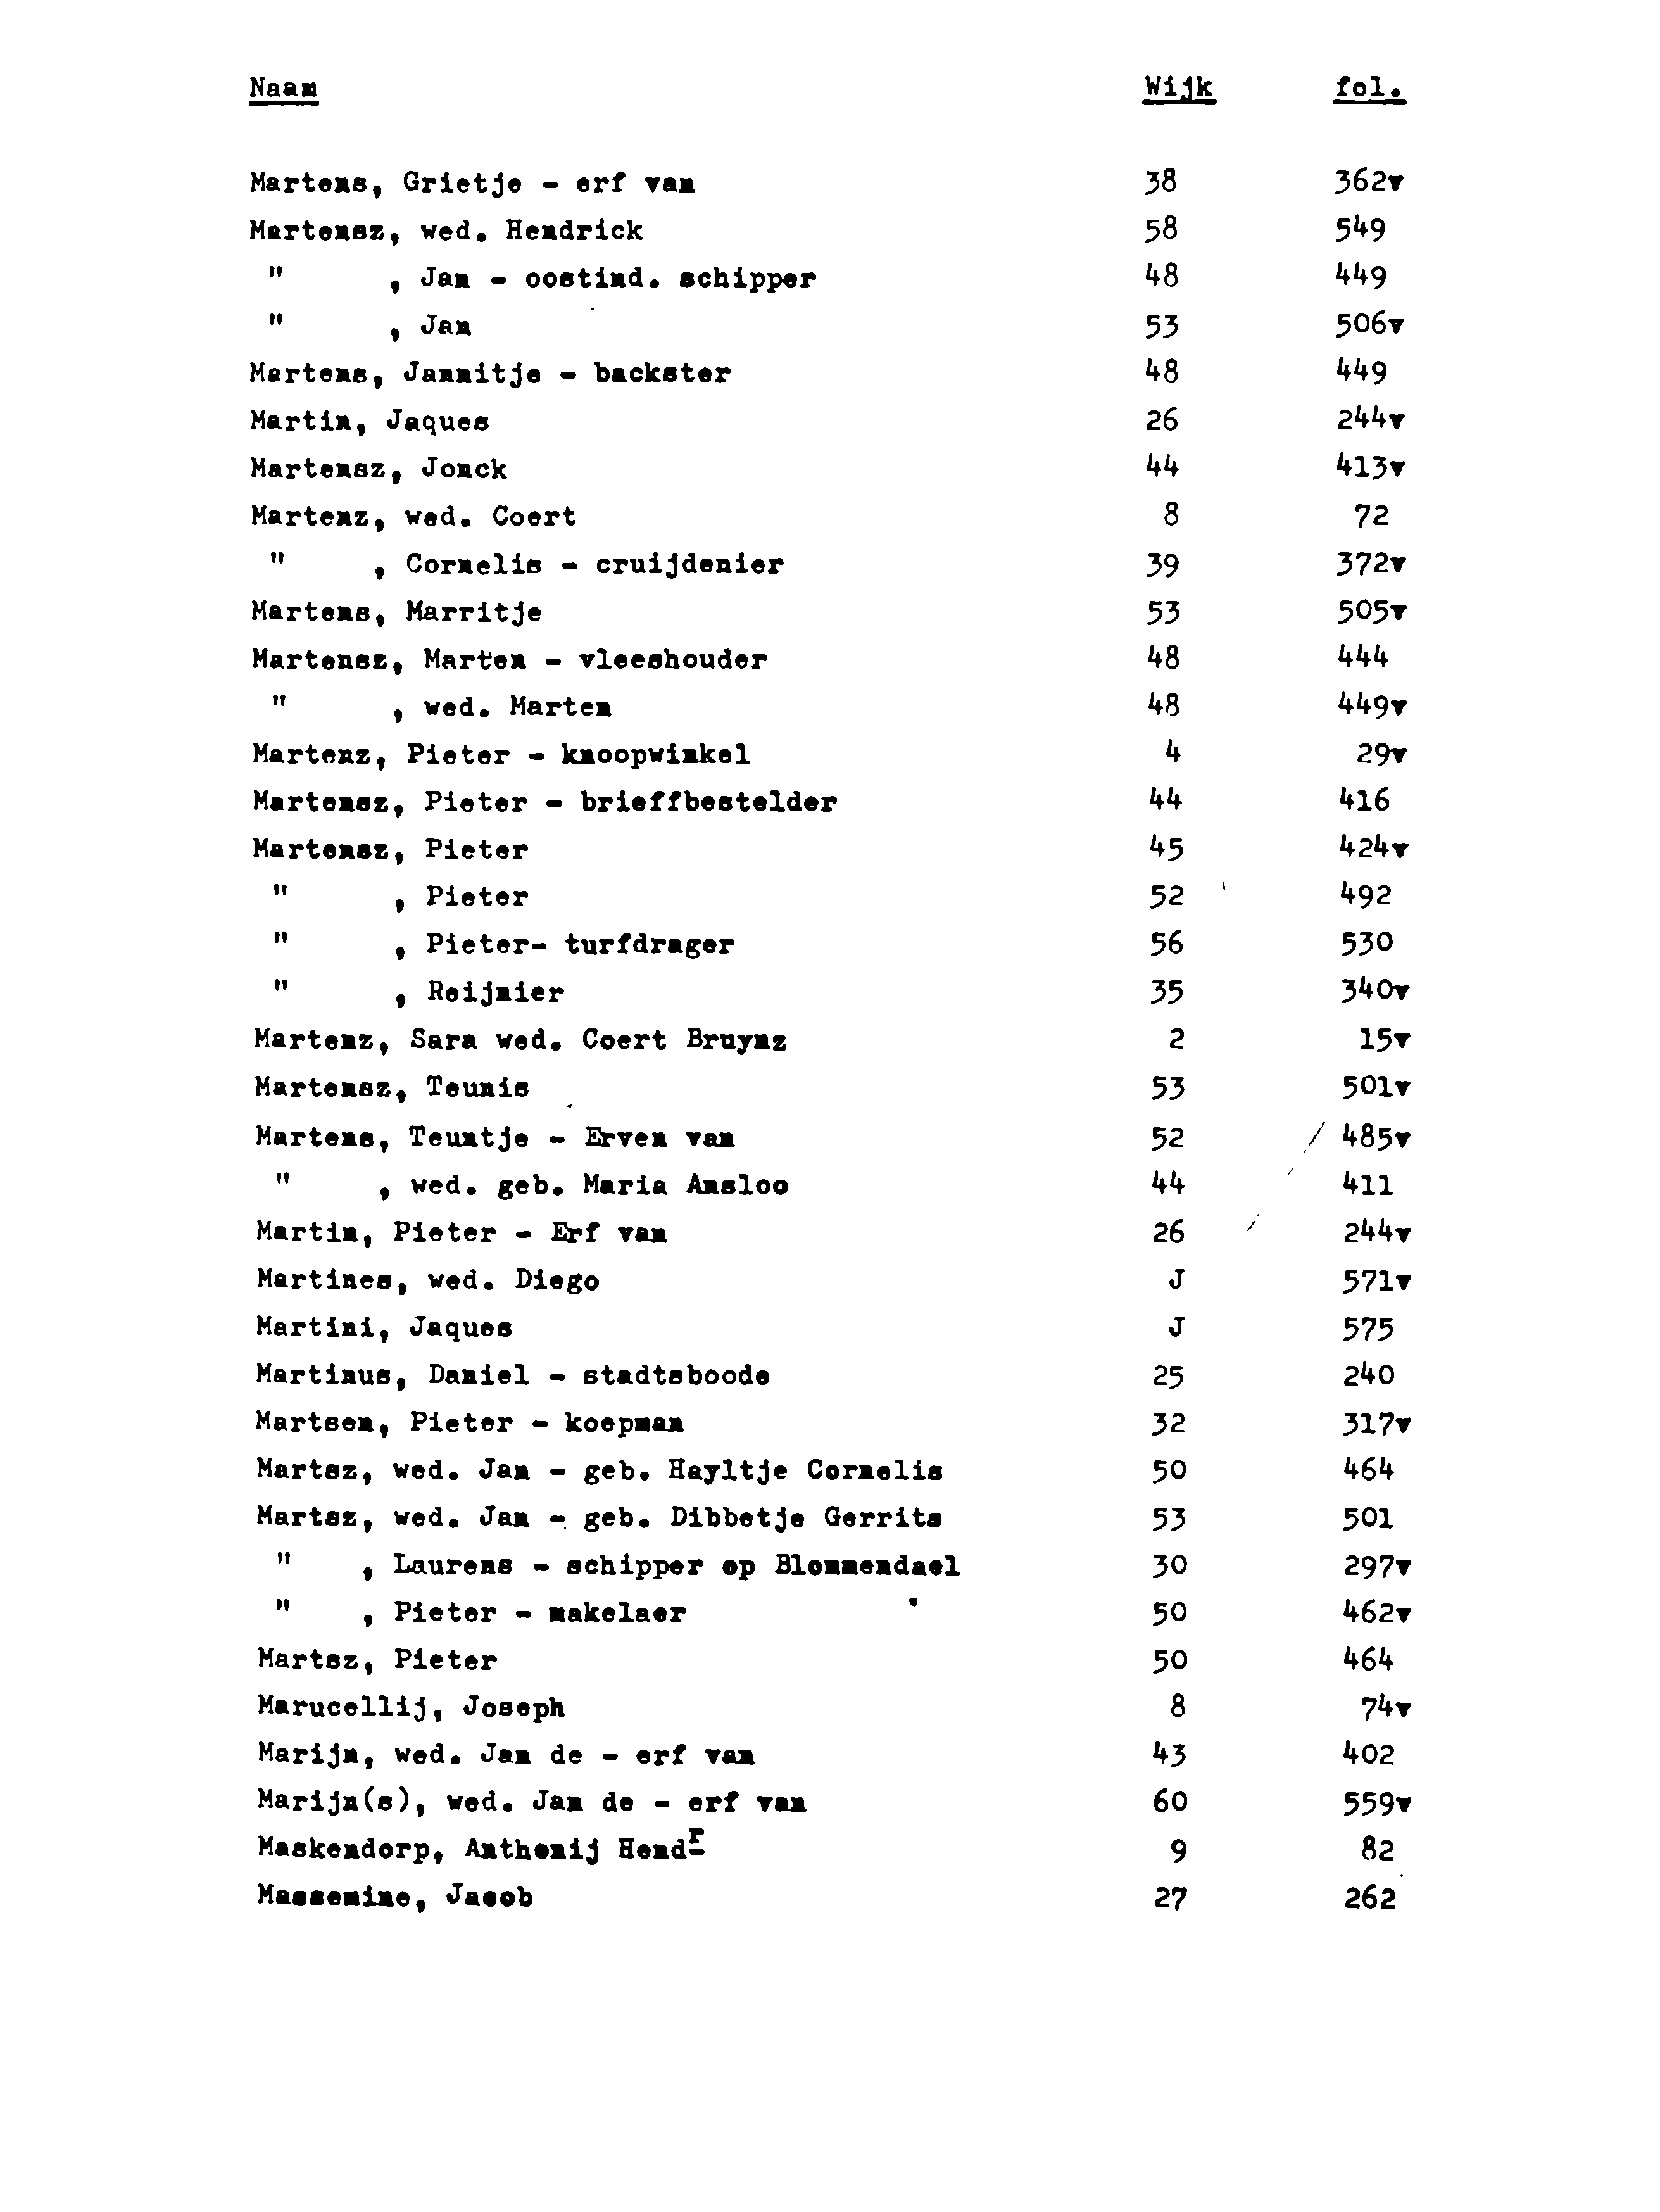 Naam Wijk fol.
Martens, Grietje - erf van 38 362v
Martensz, wed. Hendrick 58 549
" , Jan - oostind. schipper 48 449
" , Jan 53 506v
Martens, Jannitje - backster 48 449
Martin, Jaques 26 244v
Martensz, Jonck 44 413v
Martenz, wed. Coert 8 72
" , Cornelis - cruijdenier 39 372v
Martens, Marritje 53 505v
Martensz, Marten - vleeshouder 48 444
" , wed. Marten 48 449v
Martenz, Pieter - knoopwinkel 4 29v
Martensz, Pieter - brieffbestelder 44 416
Martensz, Pieter 45 424v
" , Pieter 52 492
" , Pieter- turfdrager 56 530
" , Reijnier 35 340v
Martenz, Sara wed. Coert Bruynz 2 15v
Martensz, Teunis 53 501v
Martens, Teuntje - Erven van 52 485v
" , wed. geb. Maria Ansloo 44 411
Martin, Pieter - Erf van 26 244v
Martines, wed. Diego J 571v
Martini, Jaques J 575
Martinus, Daniel - stadtsboode 25 240
Martsen, Pieter - koopman 32 317v
Martsz, wed. Jan - geb. Hayltje Cornelis 50 464
Martsz, wed. Jan - geb. Dibbetje Gerrits 53 501
" , Laurens - schipper op Blommendael 30 297v
" , Pieter - makelaer 50 462v
Martsz, Pieter 50 464
Marucellij, Joseph 8 74v
Marijn, wed. Jan de - erf van 43 402
Marijn(s), wed. Jan de - erf van 60 559v
Maskendorp, Anthonij Hendr 9 82
Massenine, Jacob 27 262